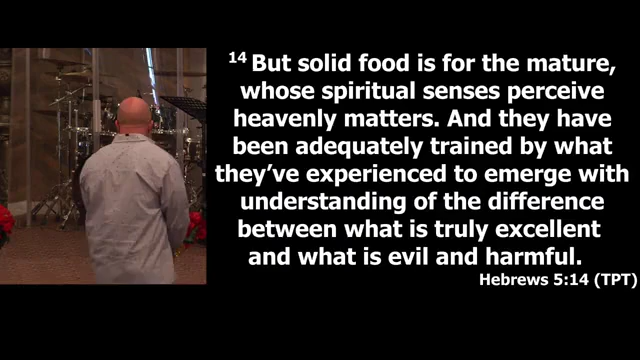 14 But solid food is for the mature,
whose spiritual senses perceive
heavenly matters. And they have
been adequately trained by what
they’ve experienced to emerge with
understanding of the difference
between what is truly excellent
and what is evil and harmful.
Hebrews 5:14 (TPT)